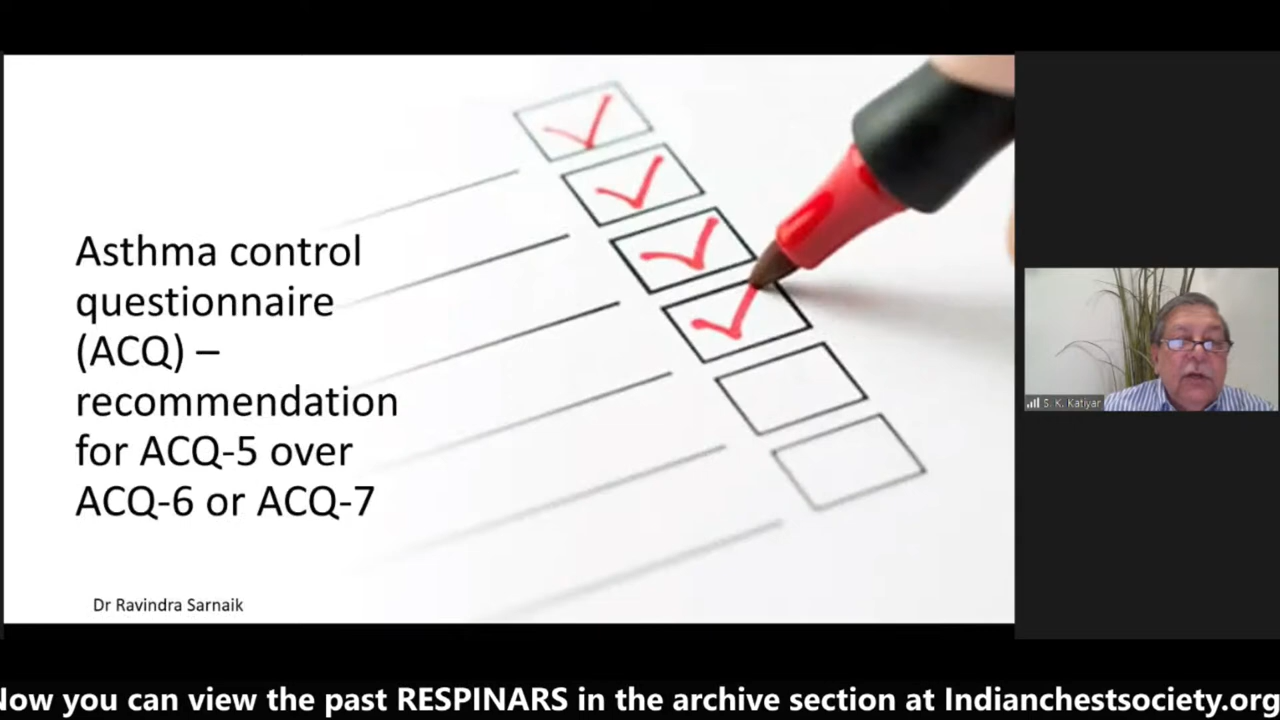 Asthma control
questionnaire
(ACQ) –
recommendation
for ACQ-5 over
ACQ-6 or ACQ-7
Dr Ravindra Sarnaik
S. K. Katiyar
Now you can view the past RESPINARS in the archive section at Indianchestsociety.org